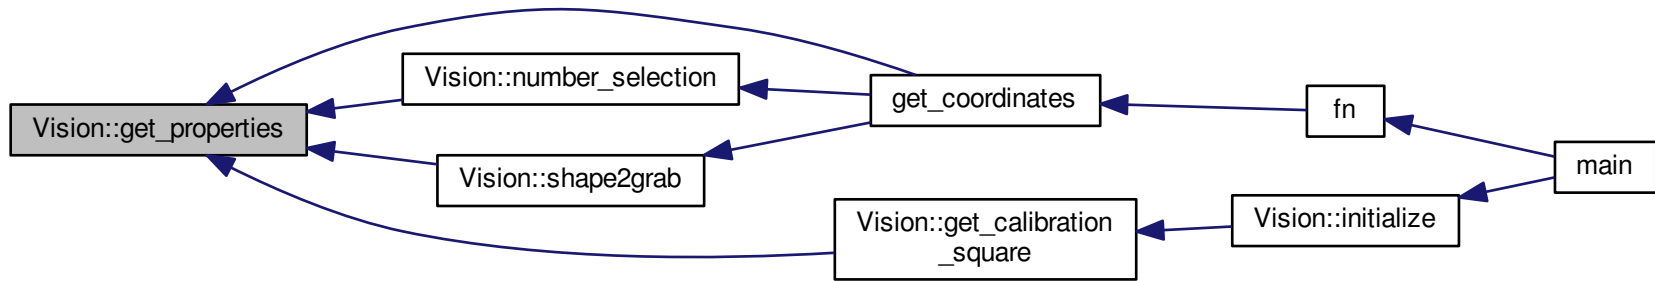 Vision::get_properties
Vision::number_selection
Vision::shape2grab
get_coordinates
Vision::get_calibration
_square
fn
Vision::initialize
main